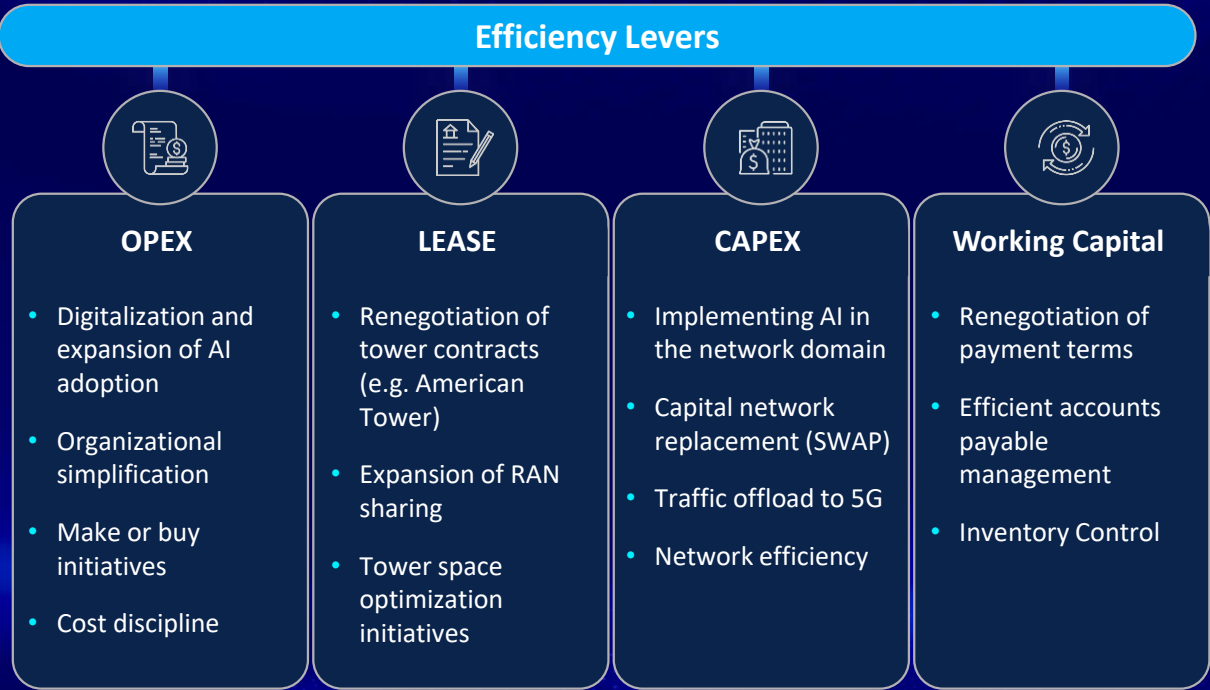 Efficiency Levers
OPEX
• Digitalization and
expansion of AI
adoption
• Organizational
simplification
• Make or buy
initiatives
• Cost discipline
LEASE
• Renegotiation of
tower contracts
(e.g. American
Tower)
• Expansion of RAN
sharing
• Tower space
optimization
initiatives
CAPEX
• Implementing AI in
the network domain
• Capital network
replacement (SWAP)
• Traffic offload to 5G
• Network efficiency
Working Capital
• Renegotiation of
payment terms
• Efficient accounts
payable
management
• Inventory Control